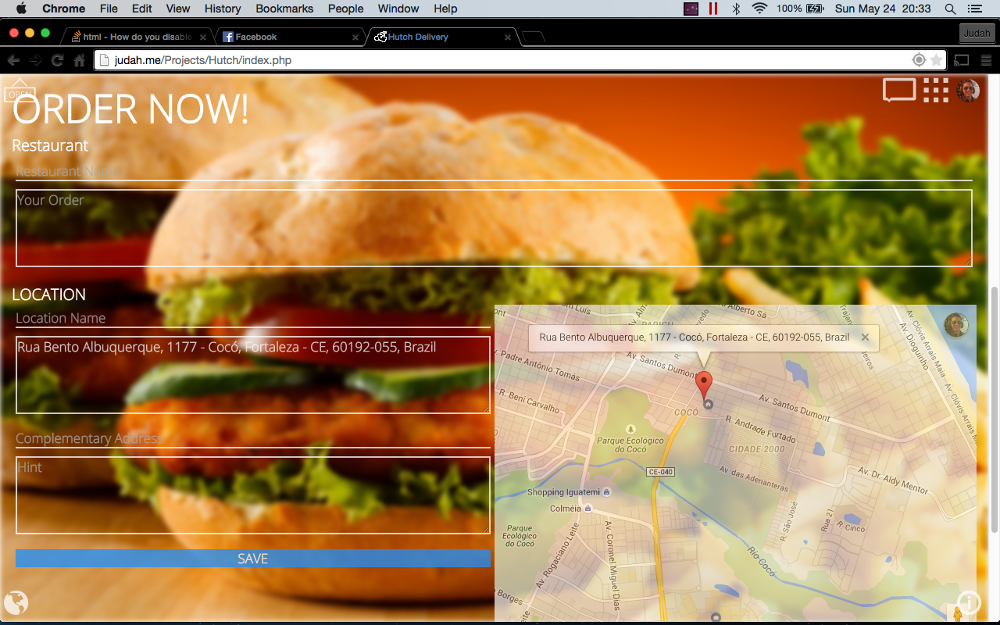 Chrome File Edit View History Bookmarks People Window Help 100% Sun May 24 20:33
html - How do you disable Facebook Hutch Delivery Judah
judah.me/Projects/Hutch/index.php
OPEN
ORDER NOW!
Restaurant
Restaurant Name
Your Order
LOCATION
Location Name
Rua Bento Albuquerque, 1177 - Cocó, Fortaleza - CE, 60192-055, Brazil
Complementary Address
Hint
SAVE
Rua Bento Albuquerque, 1177 - Cocó, Fortaleza - CE, 60192-055, Brazil
Av. Santos Dumont
R. Padre António Tomás
R. Beni Carvalho
Av. Santos Dumont
COCÓ
R. Andrade Furtado
Parque Ecológico
do Cocó
CIDADE 2000
CE-040
Av. das Adenanteras
Av. Dr. Aldy Mentor
Shopping Iguatemi
Colméia
R. São José
Rua 21
R. Cinco
Parque
Ecológico
do Cocó
Av. Rogaciano Leite
Av. Coronel Miguel Dias
Rio Cocó
Borges
Av. Dioguinho
Av. Clóvis Arrais Maia